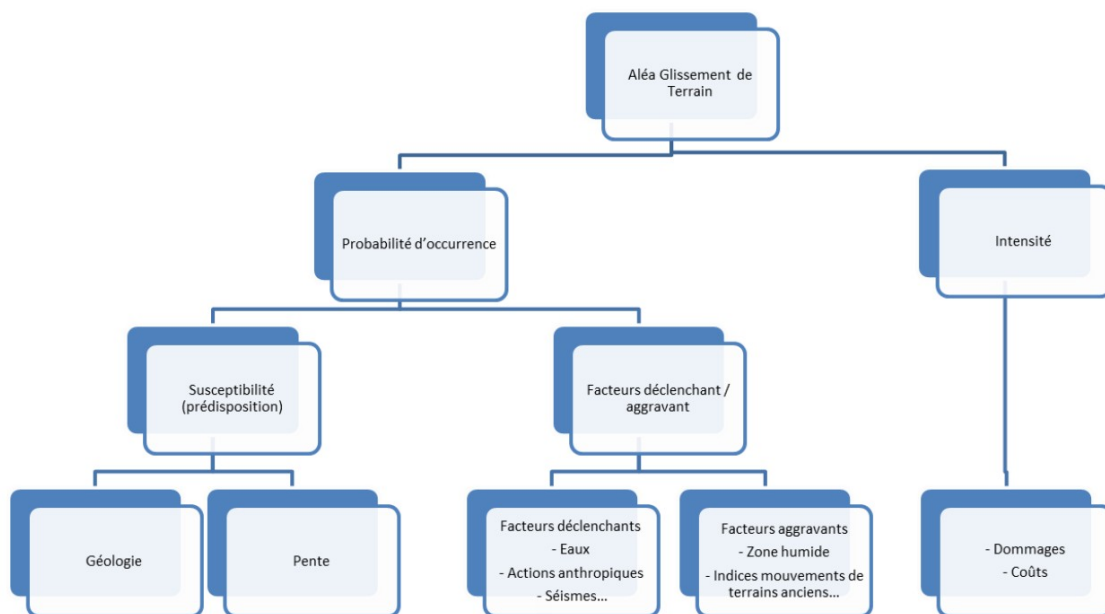 Aléa Glissement de
Terrain
Probabilité d'occurrence
Intensité
Susceptibilité
(prédisposition)
Facteurs déclenchant /
aggravant
Géologie
Pente
Facteurs déclenchants
- Eaux
- Actions anthropiques
- Séismes...
Facteurs aggravants
- Zone humide
- Indices mouvements de
terrains anciens...
- Dommages
- Coûts